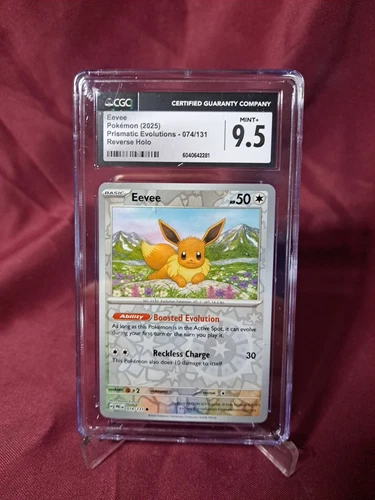 CGC
CERTIFIED GUARANTY COMPANY
Eevee
Pokémon (2025)
Prismatic Evolutions - 074/131
Reverse Holo
6040642281
MINT+
9.5
BASIC
Eevee
HP50
Ability Boosted Evolution
As long as this Pokémon is in the Active Spot, it can evolve
during your first turn or the turn you play it.
Reckless Charge 30
This Pokémon also does 10 damage to itself.
×2